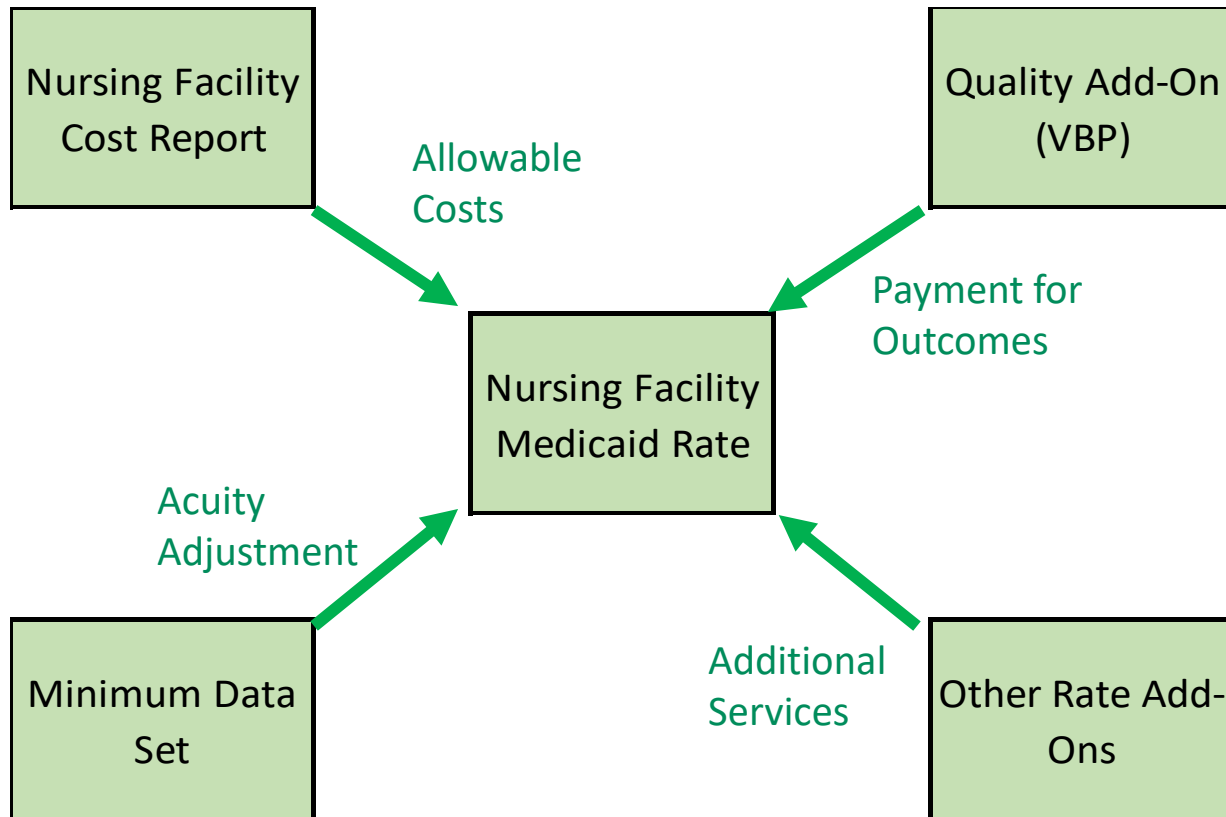 Nursing Facility
Cost Report
Quality Add-On
(VBP)
Allowable
Costs
Payment for
Outcomes
Nursing Facility
Medicaid Rate
Acuity
Adjustment
Additional
Services
Minimum Data
Set
Other Rate Add-
Ons